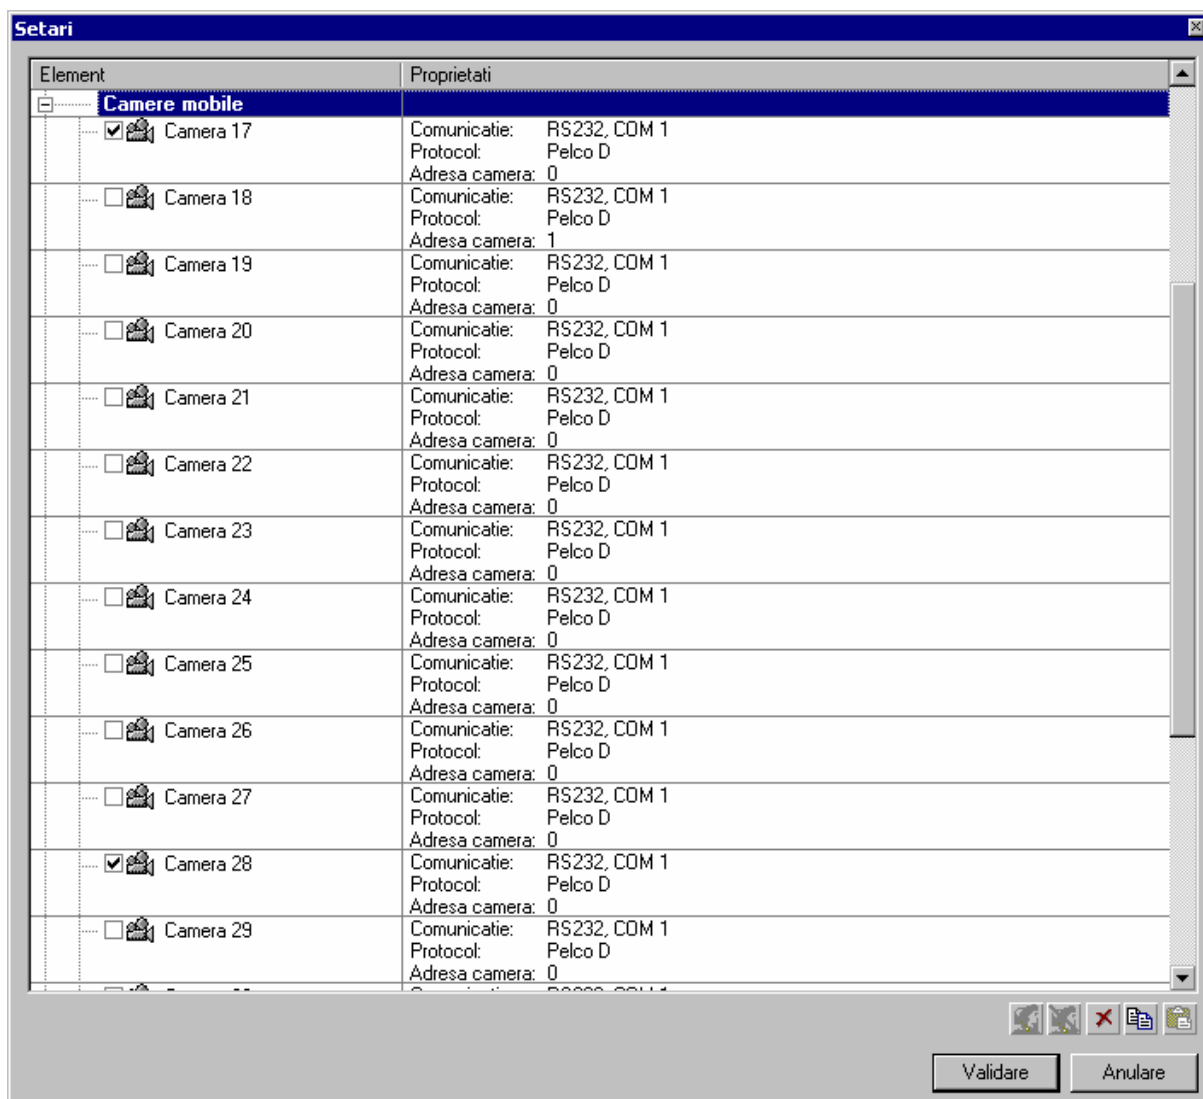 Setari
Element Proprietati
Camere mobile
Camera 17 Comunicatie: RS232, COM 1
Protocol: Pelco D
Adresa camera: 0
Camera 18 Comunicatie: RS232, COM 1
Protocol: Pelco D
Adresa camera: 1
Camera 19 Comunicatie: RS232, COM 1
Protocol: Pelco D
Adresa camera: 0
Camera 20 Comunicatie: RS232, COM 1
Protocol: Pelco D
Adresa camera: 0
Camera 21 Comunicatie: RS232, COM 1
Protocol: Pelco D
Adresa camera: 0
Camera 22 Comunicatie: RS232, COM 1
Protocol: Pelco D
Adresa camera: 0
Camera 23 Comunicatie: RS232, COM 1
Protocol: Pelco D
Adresa camera: 0
Camera 24 Comunicatie: RS232, COM 1
Protocol: Pelco D
Adresa camera: 0
Camera 25 Comunicatie: RS232, COM 1
Protocol: Pelco D
Adresa camera: 0
Camera 26 Comunicatie: RS232, COM 1
Protocol: Pelco D
Adresa camera: 0
Camera 27 Comunicatie: RS232, COM 1
Protocol: Pelco D
Adresa camera: 0
Camera 28 Comunicatie: RS232, COM 1
Protocol: Pelco D
Adresa camera: 0
Camera 29 Comunicatie: RS232, COM 1
Protocol: Pelco D
Adresa camera: 0
Validare Anulare